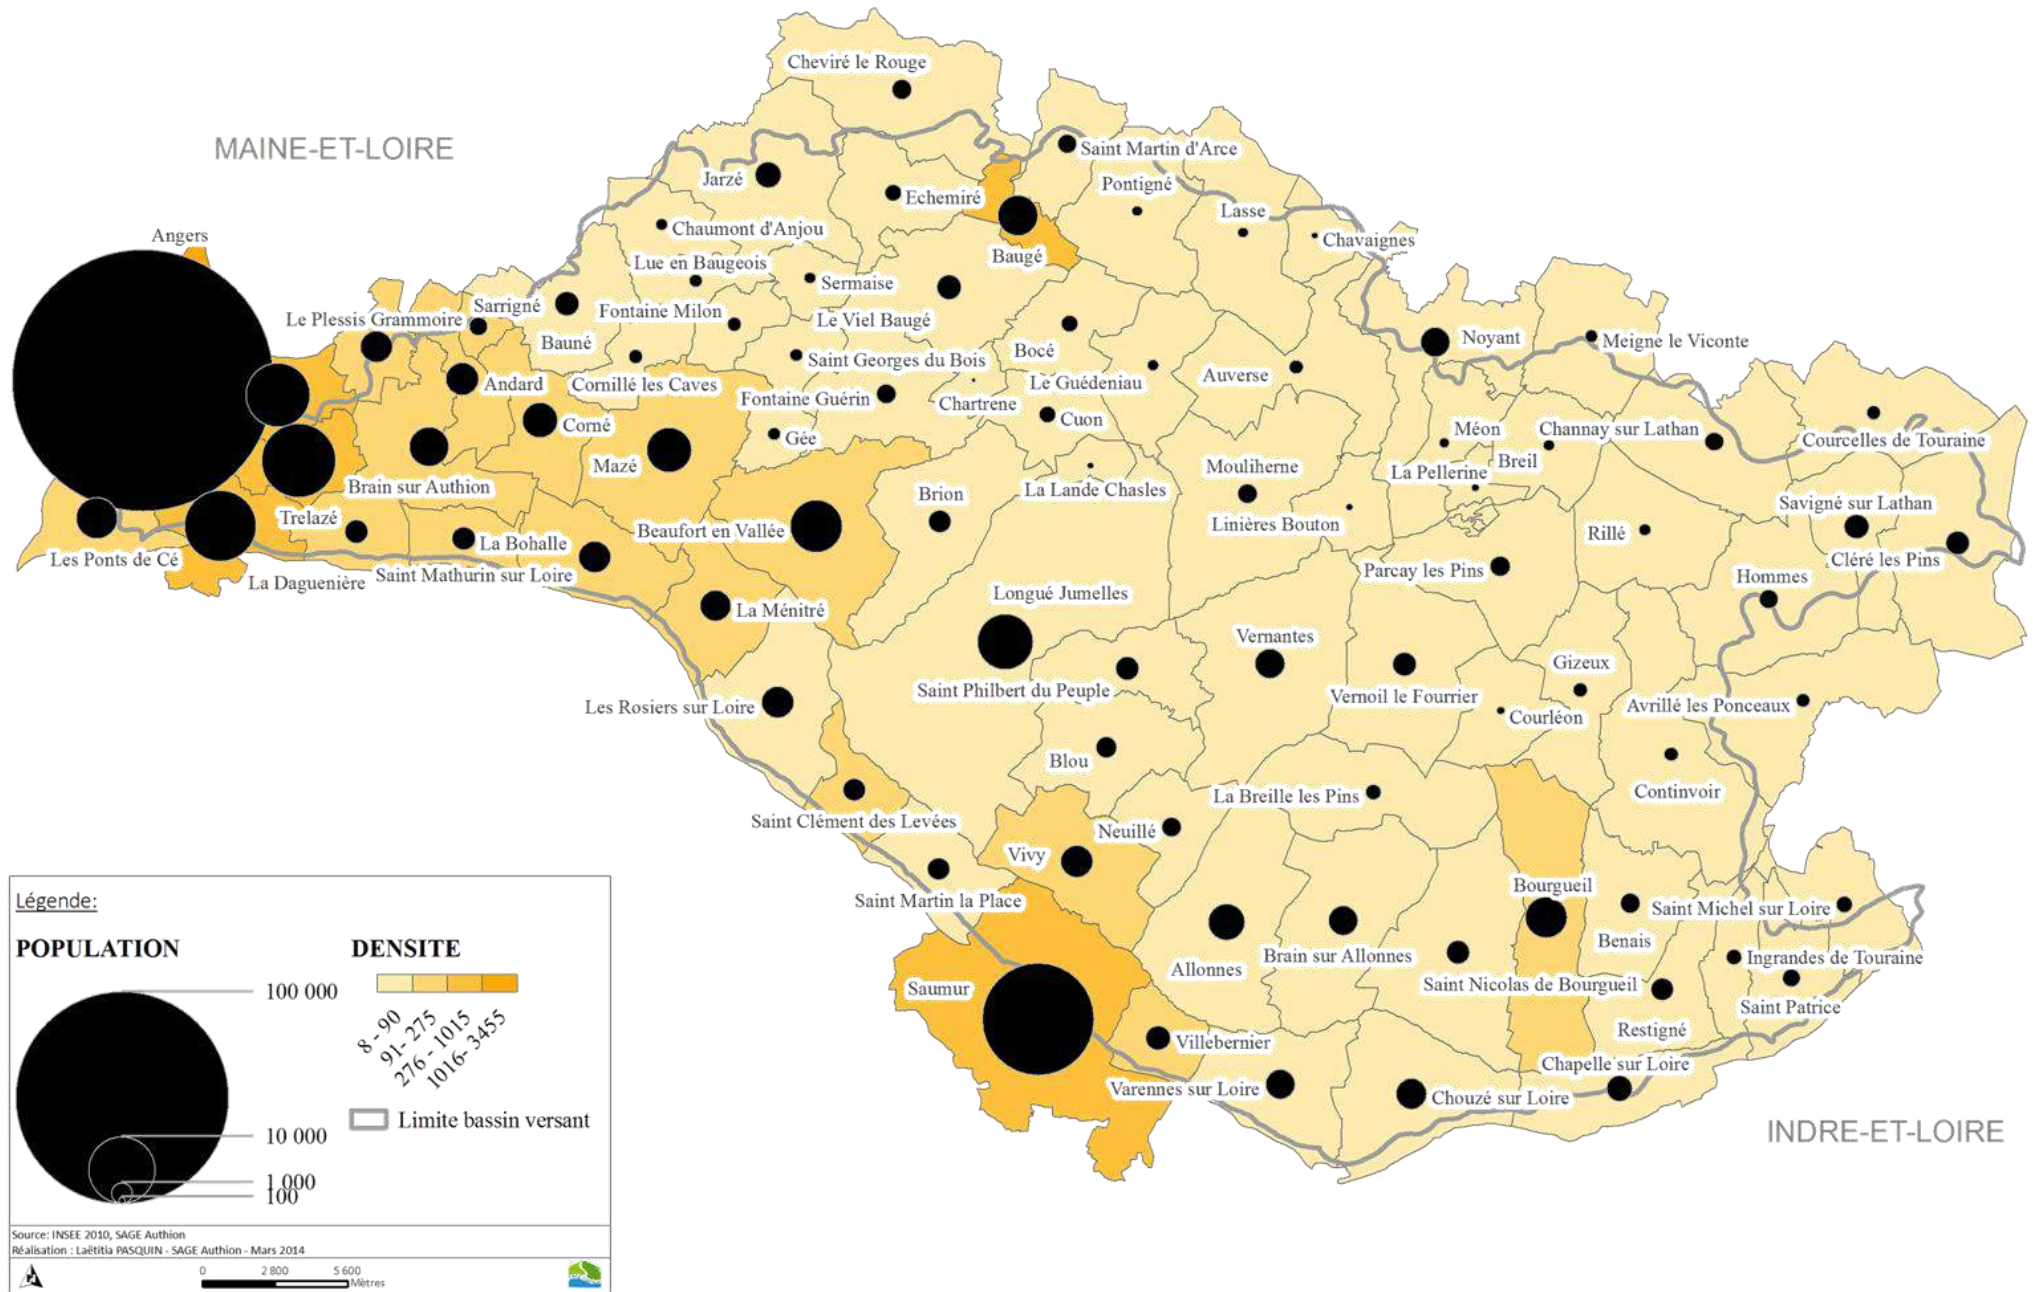 Cheviré le Rouge
MAINE-ET-LOIRE
Saint Martin d'Arce
Jarzé
Echemiré
Pontigné
Lasse
Chaumont d'Anjou
Angers
Chavaignes
Baugé
Lue en Baugeois
Sermaise
Sarrigné
Fontaine Milon
Le Plessis Grammoire
Le Viel Baugé
Noyant
Meigne le Viconte
Bauné
Bocé
Saint Georges du Bois
Auverse
Andard
Cornillé les Caves
Le Guédeniau
Fontaine Guérin
Chartrene
Cuon
Corné
Gée
Méon
Channay sur Lathan
Courcelles de Touraine
Mazé
Mouliherne
La Pellerine
Breil
Brain sur Authion
La Lande Chasles
Brion
Savigné sur Lathan
Trelazé
Linières Bouton
Beaufort en Vallée
Rillé
La Bohalle
Les Ponts de Cé
Cléré les Pins
Parcay les Pins
Hommes
La Daguenière
Saint Mathurin sur Loire
Longué Jumelles
La Ménitré
Vernantes
Gizeux
Saint Philbert du Peuple
Vernoil le Fourrier
Les Rosiers sur Loire
Avrillé les Ponceaux
Courléon
Blou
Continvoir
La Breille les Pins
Saint Clément des Levées
Neuillé
Vivy
Bourgueil
Saint Martin la Place
Saint Michel sur Loire
Benais
Brain sur Allonnes
Ingrandes de Touraine
Allonnes
Saumur
Saint Nicolas de Bourgueil
Saint Patrice
Restigné
Villebernier
Chapelle sur Loire
Varennes sur Loire
Chouzé sur Loire
INDRE-ET-LOIRE
Légende:
POPULATION
DENSITE
100 000
10 000
1 000
100
8 - 90
91- 275
276 - 1015
1016- 3455
Limite bassin versant
Source: INSEE 2010, SAGE Authion
Réalisation : Laëtitia PASQUIN - SAGE Authion - Mars 2014
0 2 800 5 600
Mètres